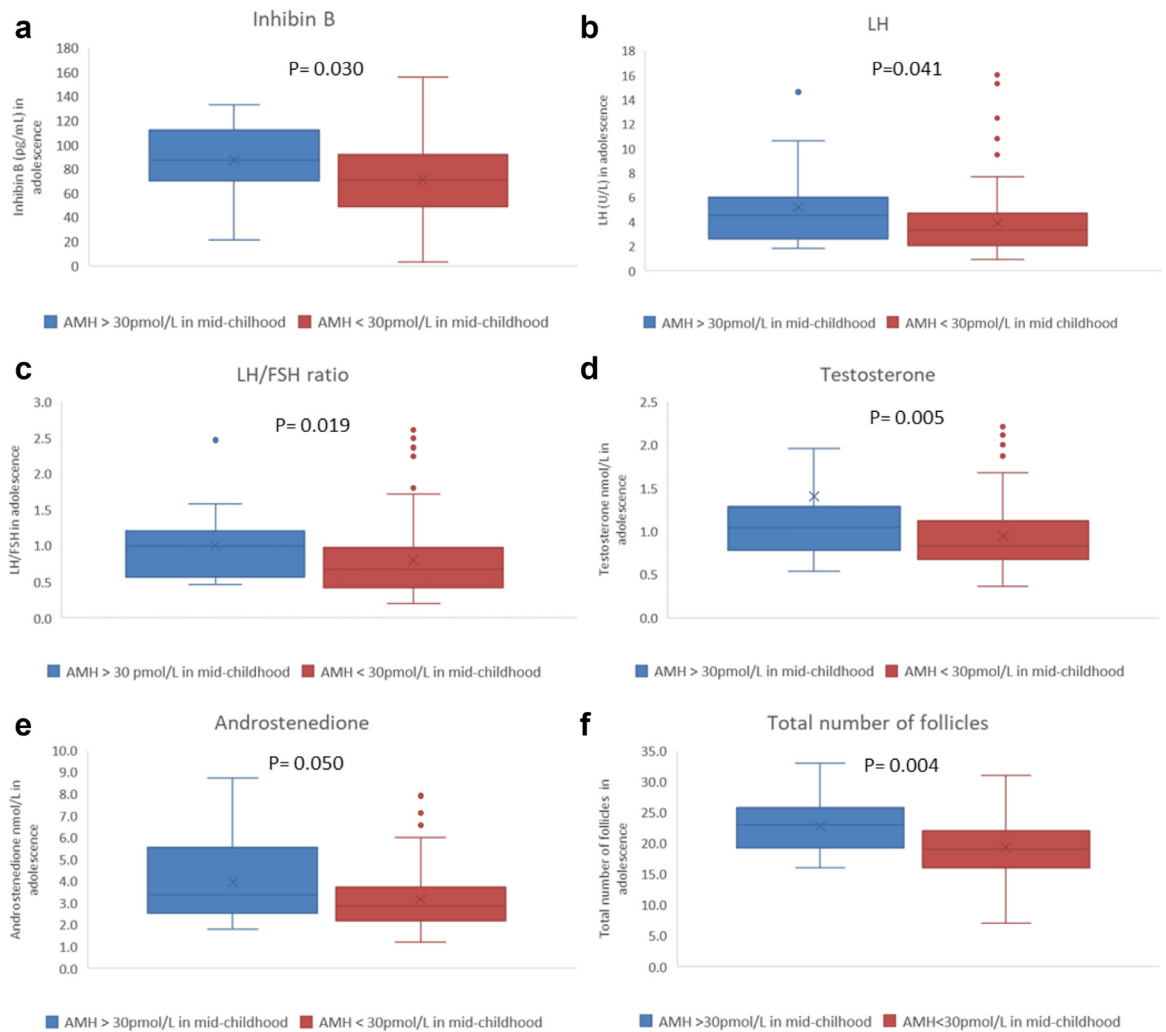 a
Inhibin B
P= 0.030
Inhibin B (pg/mL) in
adolescence
180
160
140
120
100
80
60
40
20
0
AMH > 30pmol/L in mid-chilhood
AMH < 30pmol/L in mid-childhood
b
LH
P=0.041
LH (U/L) in adolescence
18
16
14
12
10
8
6
4
2
0
AMH >30pmol/L in mid-childhood
AMH < 30pmol/L in mid childhood
c
LH/FSH ratio
P= 0.019
LH/FSH in adolescence
3.0
2.5
2.0
1.5
1.0
0.5
0.0
AMH > 30 pmol/L in mid-childhood
AMH < 30pmol/L in mid-childhood
d
Testosterone
P= 0.005
Testosterone nmol/L in
adolescence
2.5
2.0
1.5
1.0
0.5
0.0
AMH > 30pmol/L in mid-childhood
AMH < 30pmol/L in mid-childhood
e
Androstenedione
P= 0.050
Androstenedione nmol/L in
adolescence
10.0
9.0
8.0
7.0
6.0
5.0
4.0
3.0
2.0
1.0
0.0
AMH > 30pmol/L in mid-childhood
AMH < 30pmol/L in mid-childhood
f
Total number of follicles
P= 0.004
Total number of follicles in
adolescence
35.0
30.0
25.0
20.0
15.0
10.0
5.0
0.0
AMH >30pmol/L in mid-childhood
AMH<30pmol/L in mid-childhood